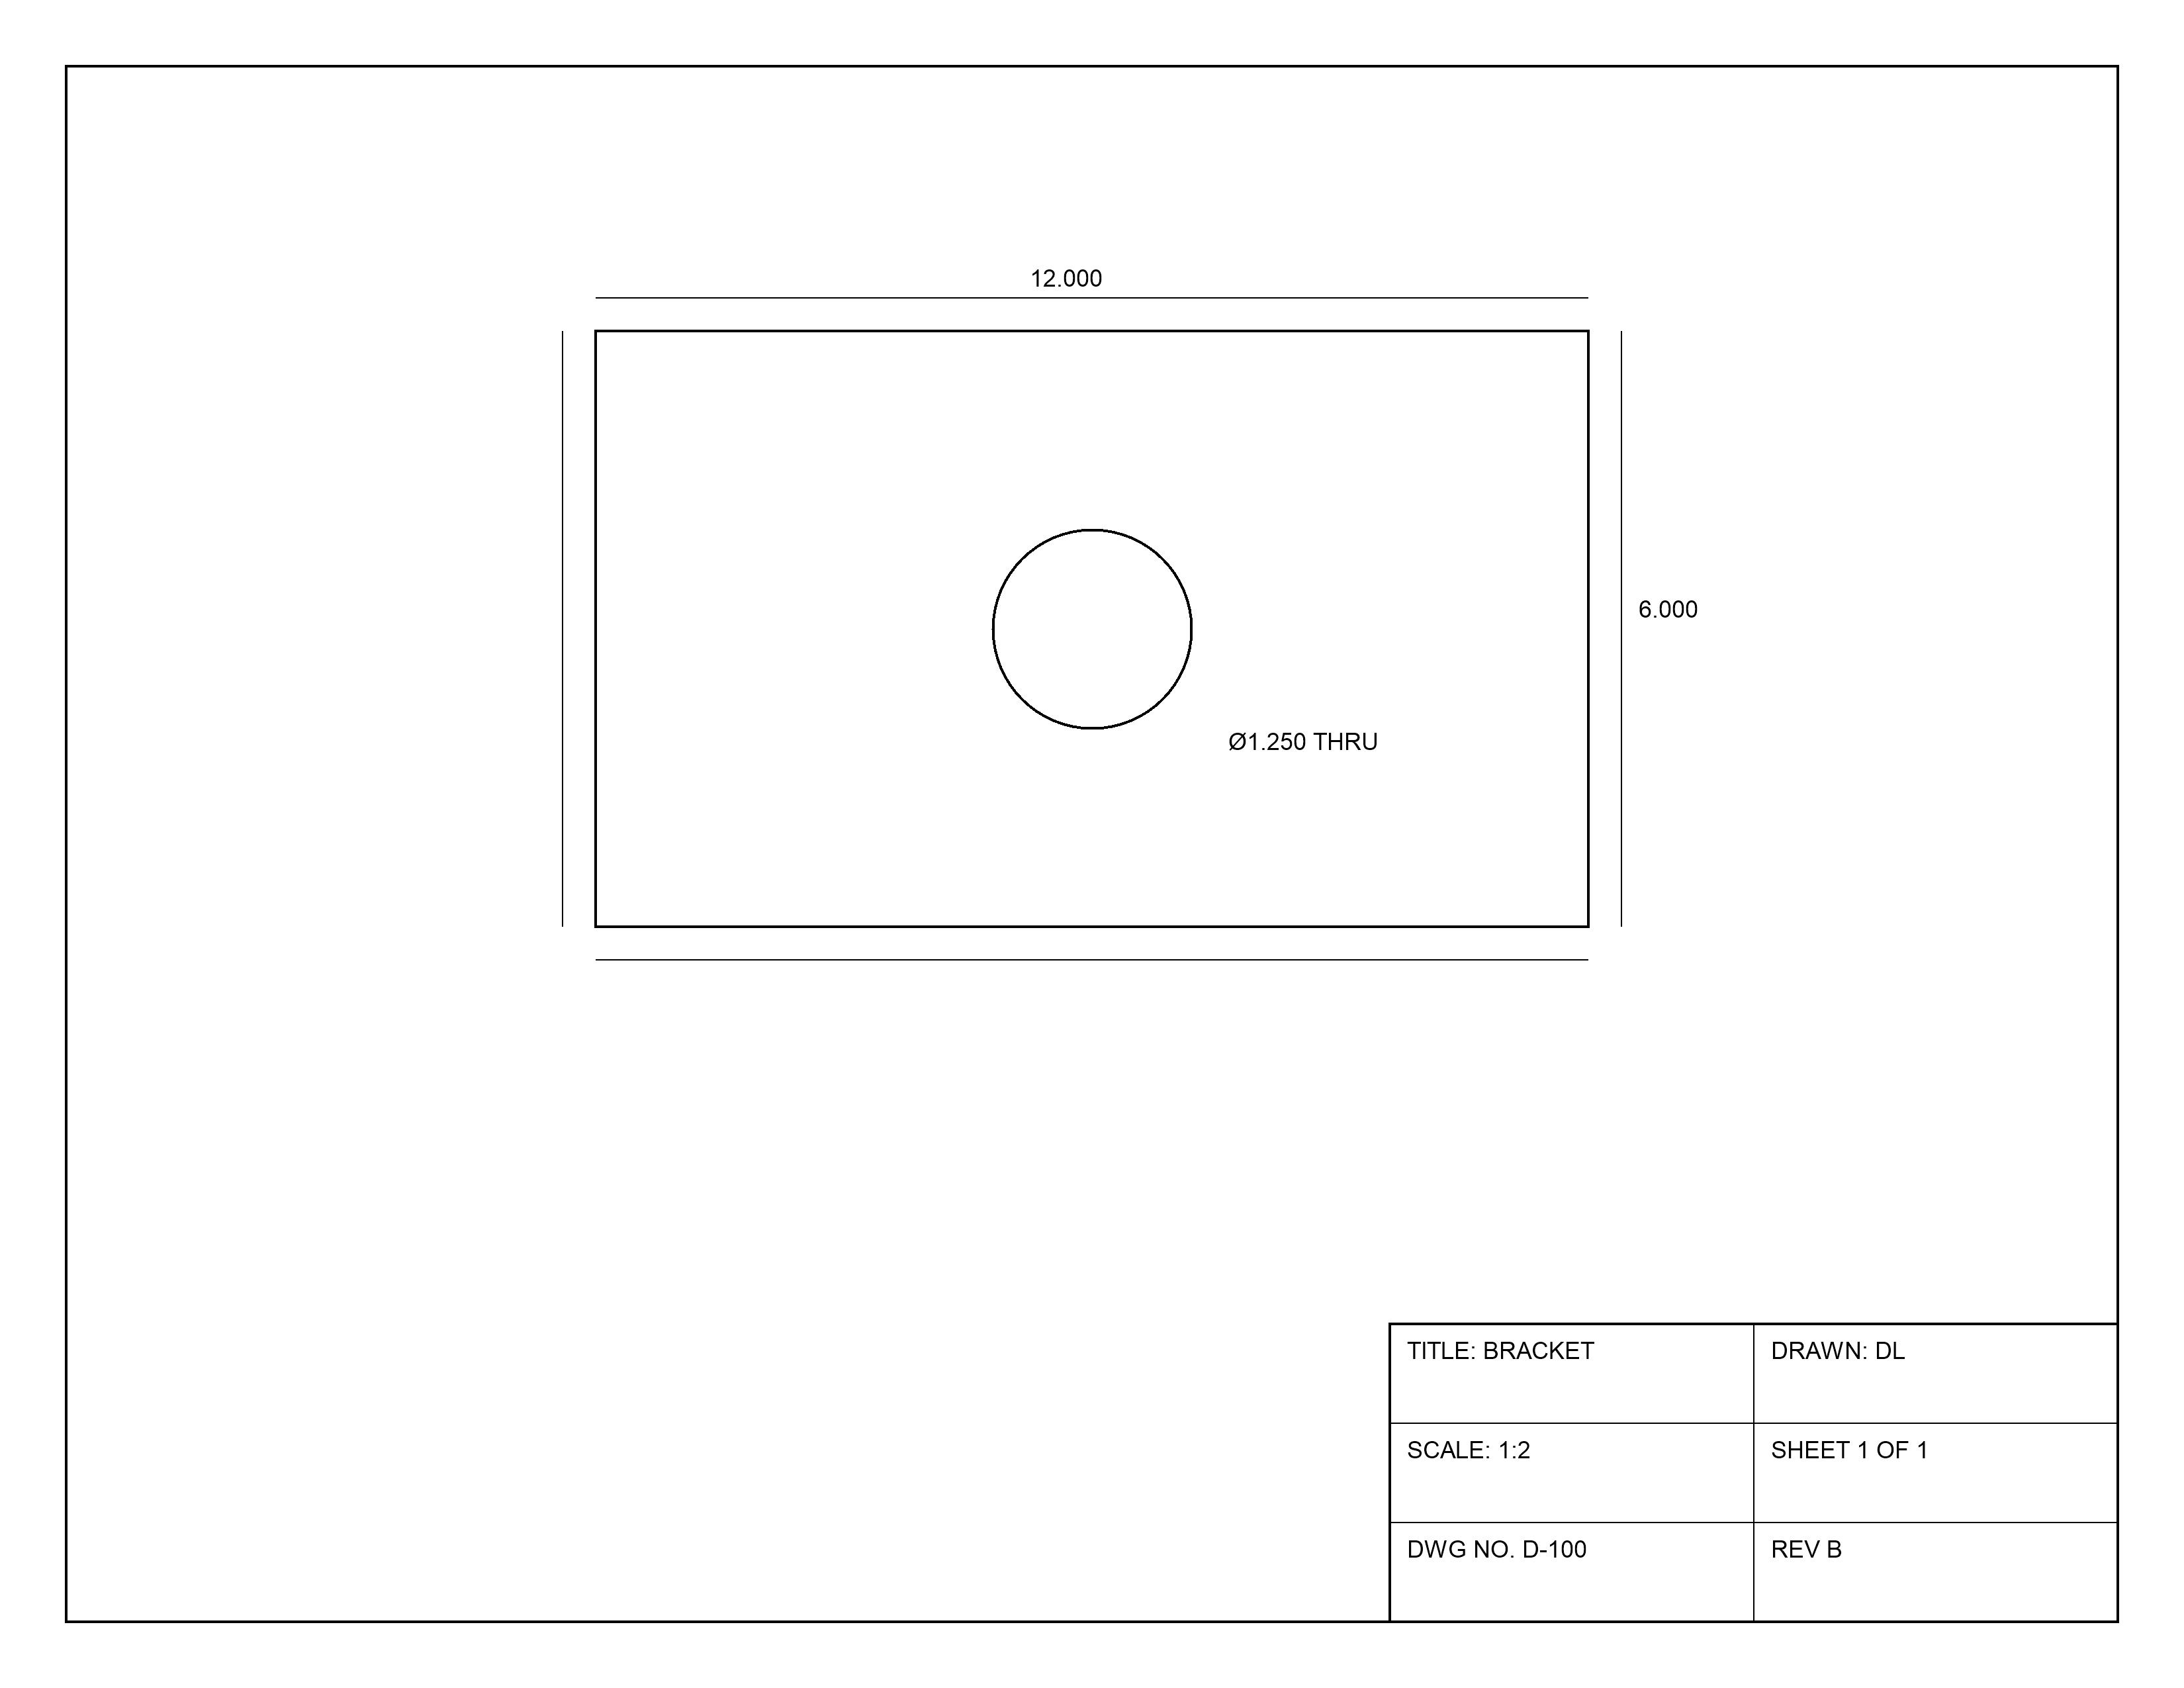 12.000
6.000
Ø1.250 THRU
TITLE: BRACKET
DRAWN: DL
SCALE: 1:2
SHEET 1 OF 1
DWG NO. D-100
REV B